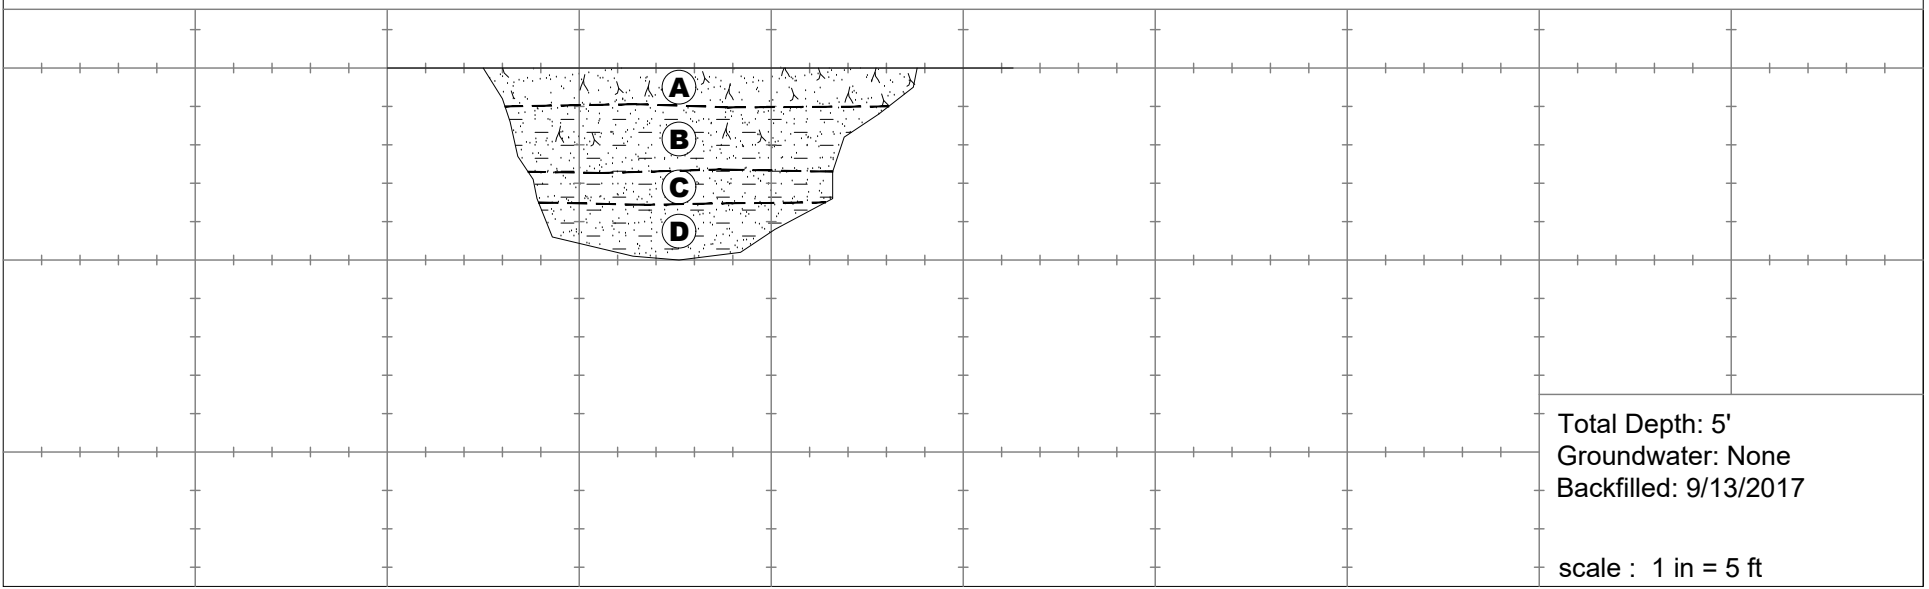 A
B
C
D
Total Depth: 5'
Groundwater: None
Backfilled: 9/13/2017
scale : 1 in = 5 ft